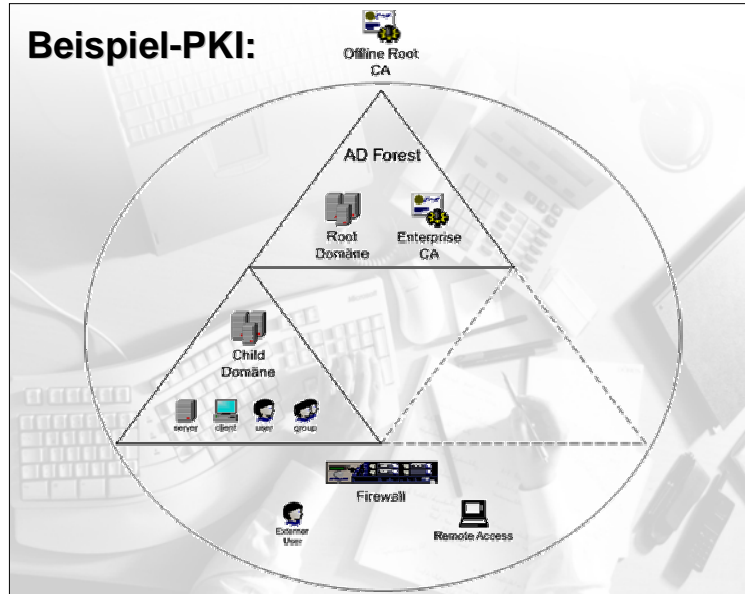 Beispiel-PKI:
Offline Root
CA
AD Forest
Root
Domäne
Enterprise
CA
Child
Domäne
server
client
user
group
Firewall
Externer
User
Remote Access